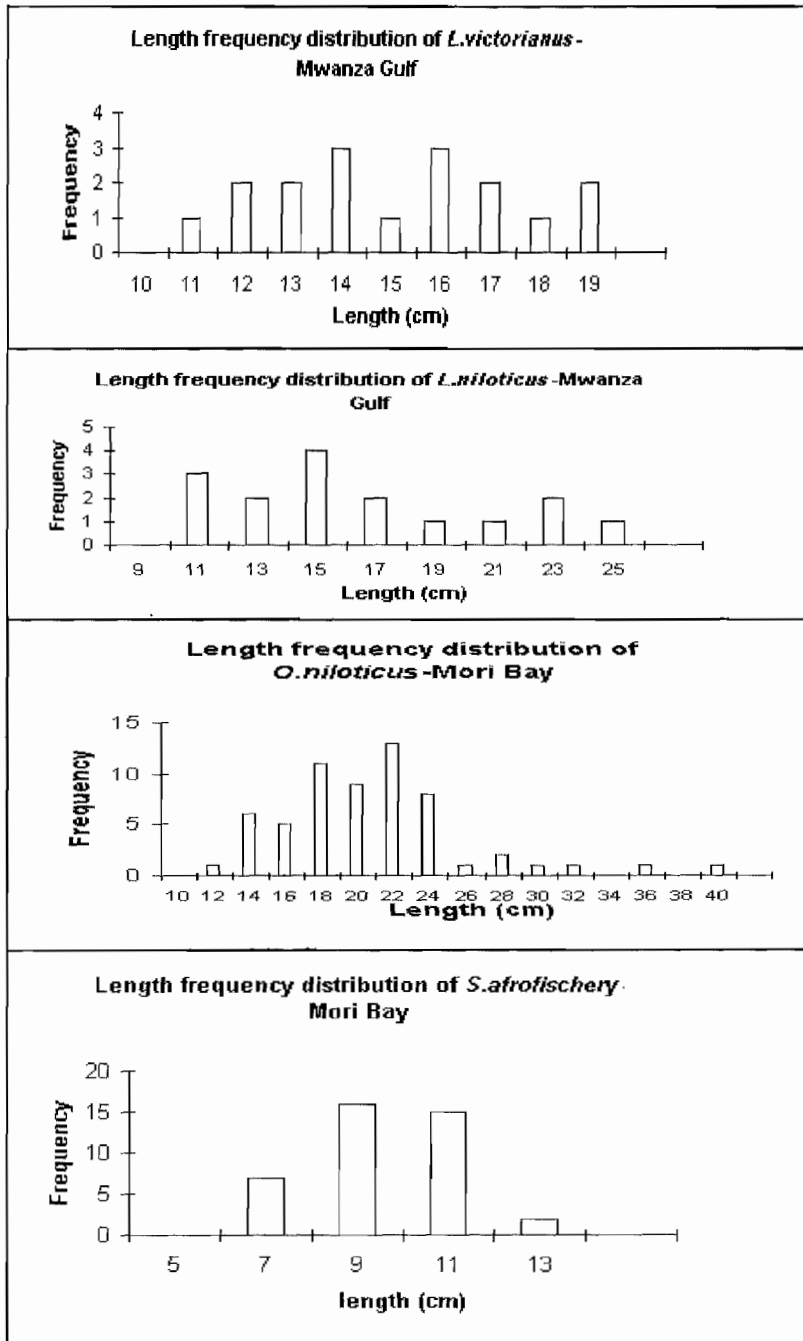 Length frequency distribution of L.victorianus-
Mwanza Gulf
4
3
2
1
0
Frequency
10 11 12 13 14 15 16 17 18 19
Length (cm)
Length frequency distribution of L.niloticus-Mwanza
Gulf
5
4
3
2
1
0
Frequency
9 11 13 15 17 19 21 23 25
Length (cm)
Length frequency distribution of
O.niloticus-Mori Bay
15
10
5
0
Frequency
10 12 14 16 18 20 22 24 26 28 30 32 34 36 38 40
Length (cm)
Length frequency distribution of S.afrofischery-
Mori Bay
20
15
10
5
0
Frequency
5 7 9 11 13
length (cm)